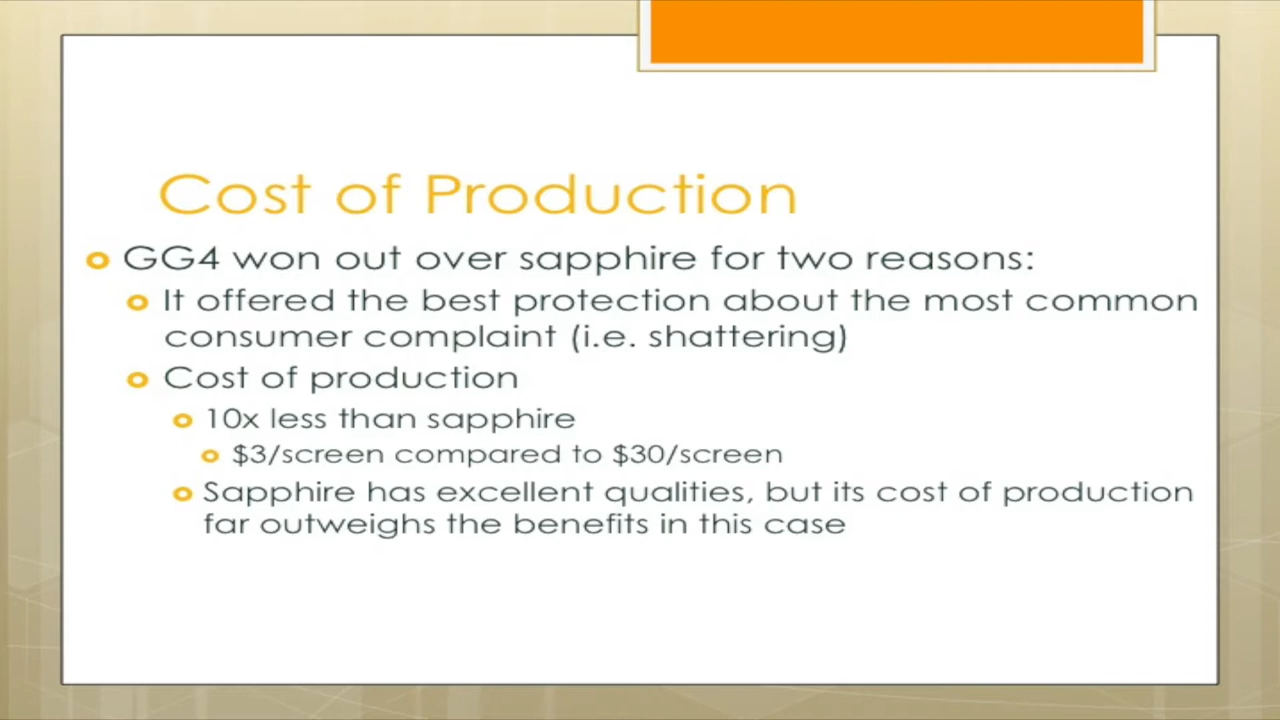 Cost of Production
GG4 won out over sapphire for two reasons:
It offered the best protection about the most common
consumer complaint (i.e. shattering)
Cost of production
10x less than sapphire
$3/screen compared to $30/screen
Sapphire has excellent qualities, but its cost of production
far outweighs the benefits in this case